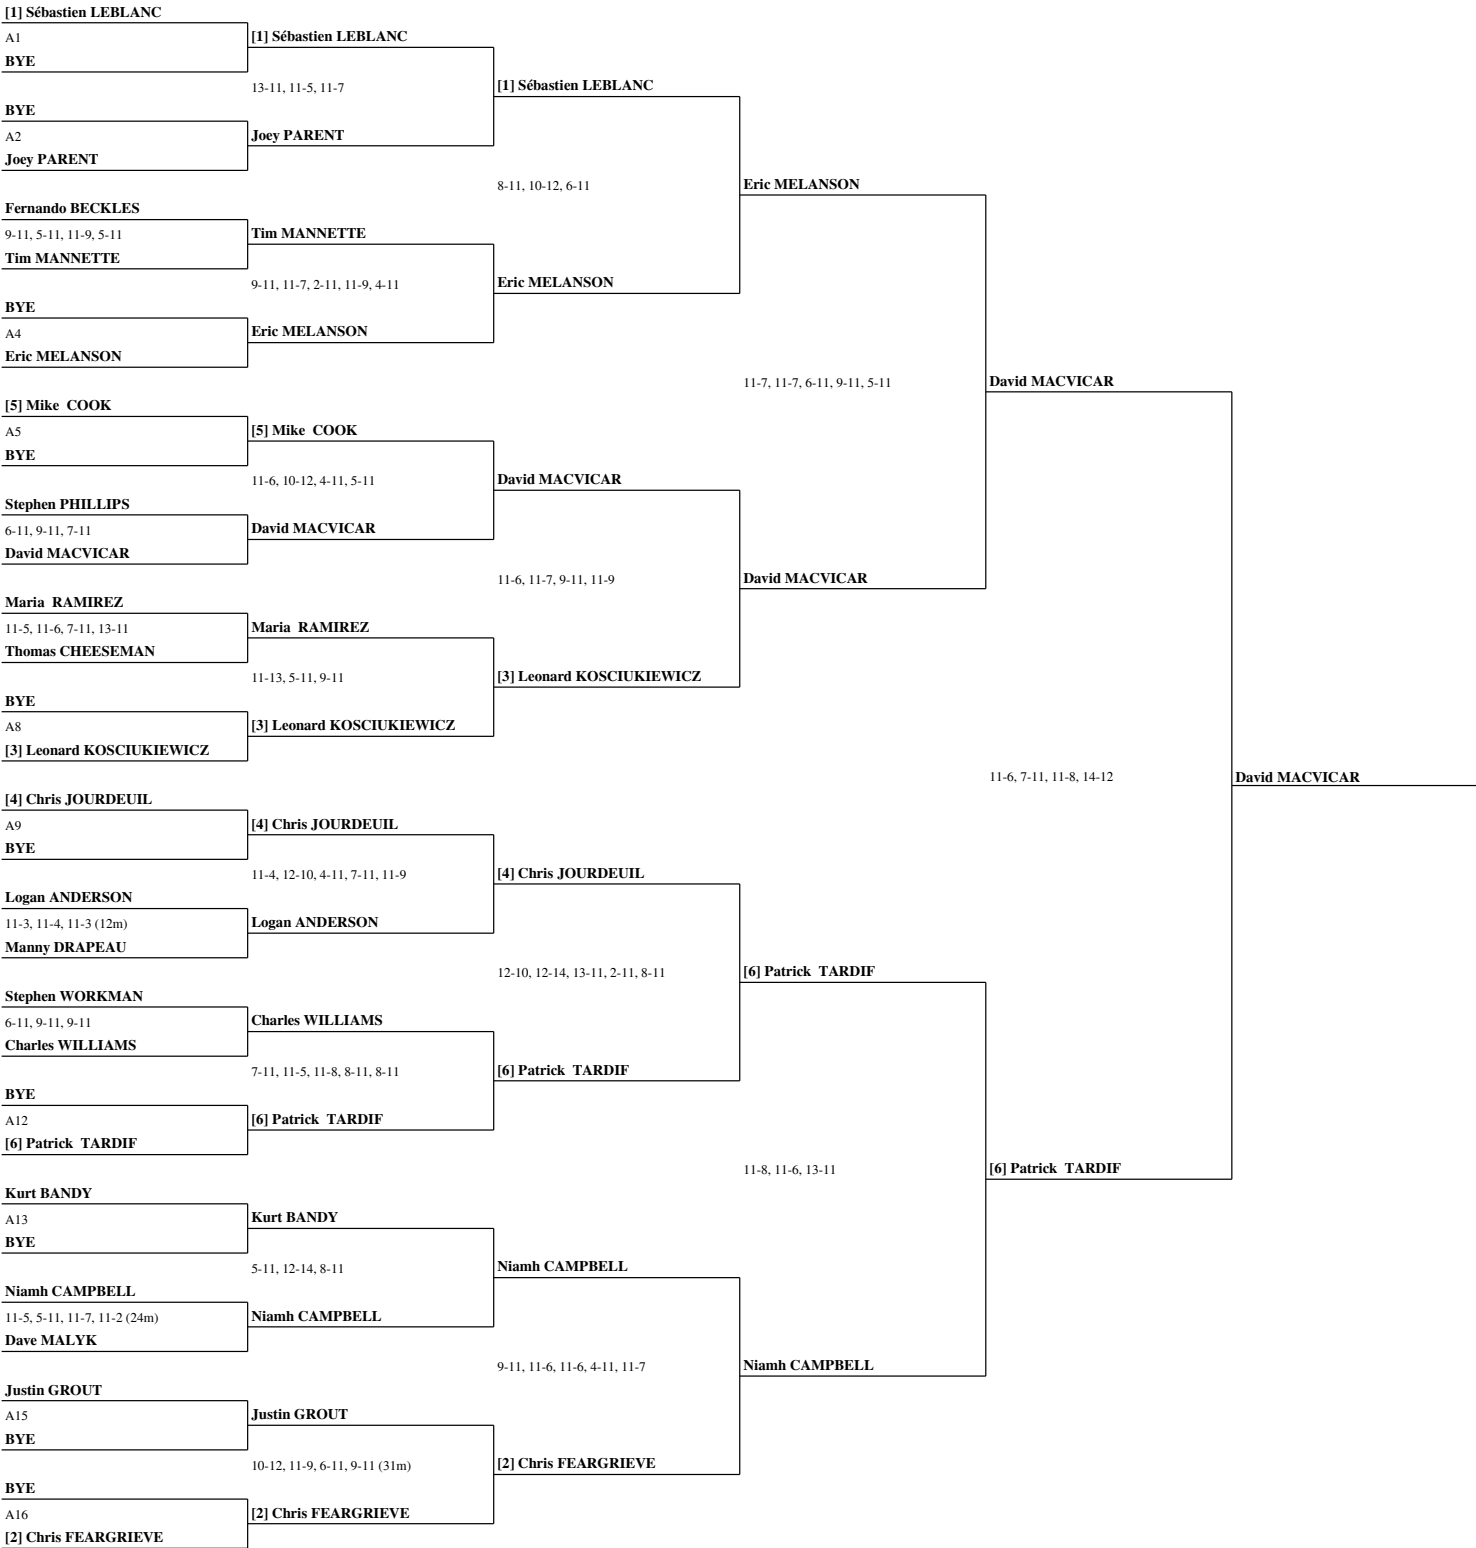 [1] Sébastien LEBLANC
A1
BYE
BYE
A2
Joey PARENT
Fernando BECKLES
9-11, 5-11, 11-9, 5-11
Tim MANNETTE
BYE
A4
Eric MELANSON
[5] Mike COOK
A5
BYE
Stephen PHILLIPS
6-11, 9-11, 7-11
David MACVICAR
Maria RAMIREZ
11-5, 11-6, 7-11, 13-11
Thomas CHEESEMAN
BYE
A8
[3] Leonard KOSCIUKIEWICZ
[4] Chris JOURDEUIL
A9
BYE
Logan ANDERSON
11-3, 11-4, 11-3 (12m)
Manny DRAPEAU
Stephen WORKMAN
6-11, 9-11, 9-11
Charles WILLIAMS
BYE
A12
[6] Patrick TARDIF
Kurt BANDY
A13
BYE
Niamh CAMPBELL
11-5, 5-11, 11-7, 11-2 (24m)
Dave MALYK
Justin GROUT
A15
BYE
BYE
A16
[2] Chris FEARGRIEVE
[1] Sébastien LEBLANC
13-11, 11-5, 11-7
Joey PARENT
Tim MANNETTE
9-11, 11-7, 2-11, 11-9, 4-11
Eric MELANSON
[5] Mike COOK
11-6, 10-12, 4-11, 5-11
David MACVICAR
Maria RAMIREZ
11-13, 5-11, 9-11
[3] Leonard KOSCIUKIEWICZ
[4] Chris JOURDEUIL
11-4, 12-10, 4-11, 7-11, 11-9
Logan ANDERSON
Charles WILLIAMS
7-11, 11-5, 11-8, 8-11, 8-11
[6] Patrick TARDIF
Kurt BANDY
5-11, 12-14, 8-11
Niamh CAMPBELL
Justin GROUT
10-12, 11-9, 6-11, 9-11 (31m)
[2] Chris FEARGRIEVE
[1] Sébastien LEBLANC
8-11, 10-12, 6-11
Eric MELANSON
David MACVICAR
11-6, 11-7, 9-11, 11-9
[3] Leonard KOSCIUKIEWICZ
[4] Chris JOURDEUIL
12-10, 12-14, 13-11, 2-11, 8-11
[6] Patrick TARDIF
Niamh CAMPBELL
9-11, 11-6, 11-6, 4-11, 11-7
[2] Chris FEARGRIEVE
Eric MELANSON
11-7, 11-7, 6-11, 9-11, 5-11
David MACVICAR
[6] Patrick TARDIF
11-8, 11-6, 13-11
Niamh CAMPBELL
David MACVICAR
11-6, 7-11, 11-8, 14-12
[6] Patrick TARDIF
David MACVICAR